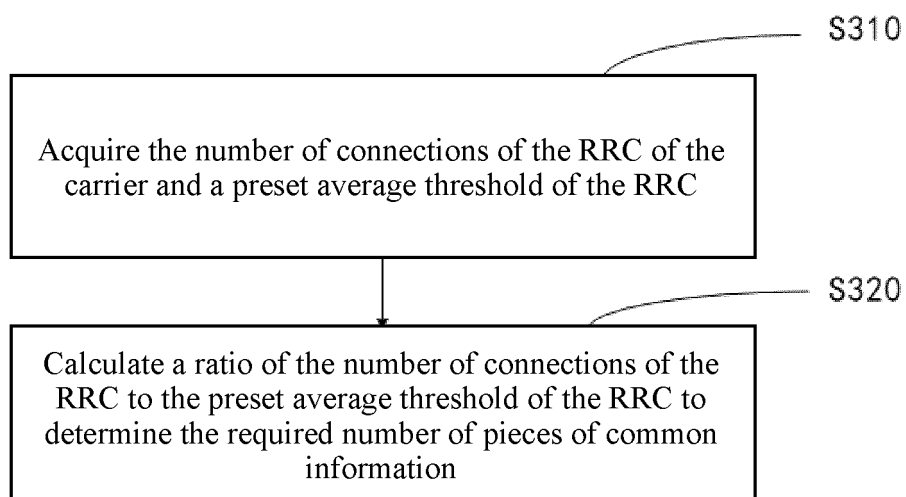 S310
Acquire the number of connections of the RRC of the
carrier and a preset average threshold of the RRC
S320
Calculate a ratio of the number of connections of the
RRC to the preset average threshold of the RRC to
determine the required number of pieces of common
information